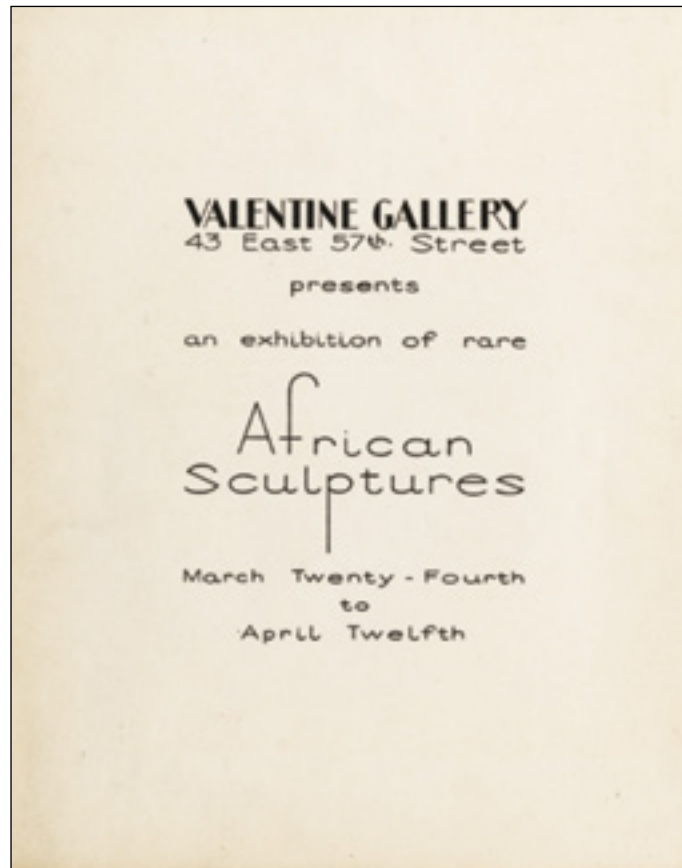 VALENTINE GALLERY
43 East 57th. Street
presents
an exhibition of rare
African
Sculptures
March Twenty - Fourth
to
April Twelfth